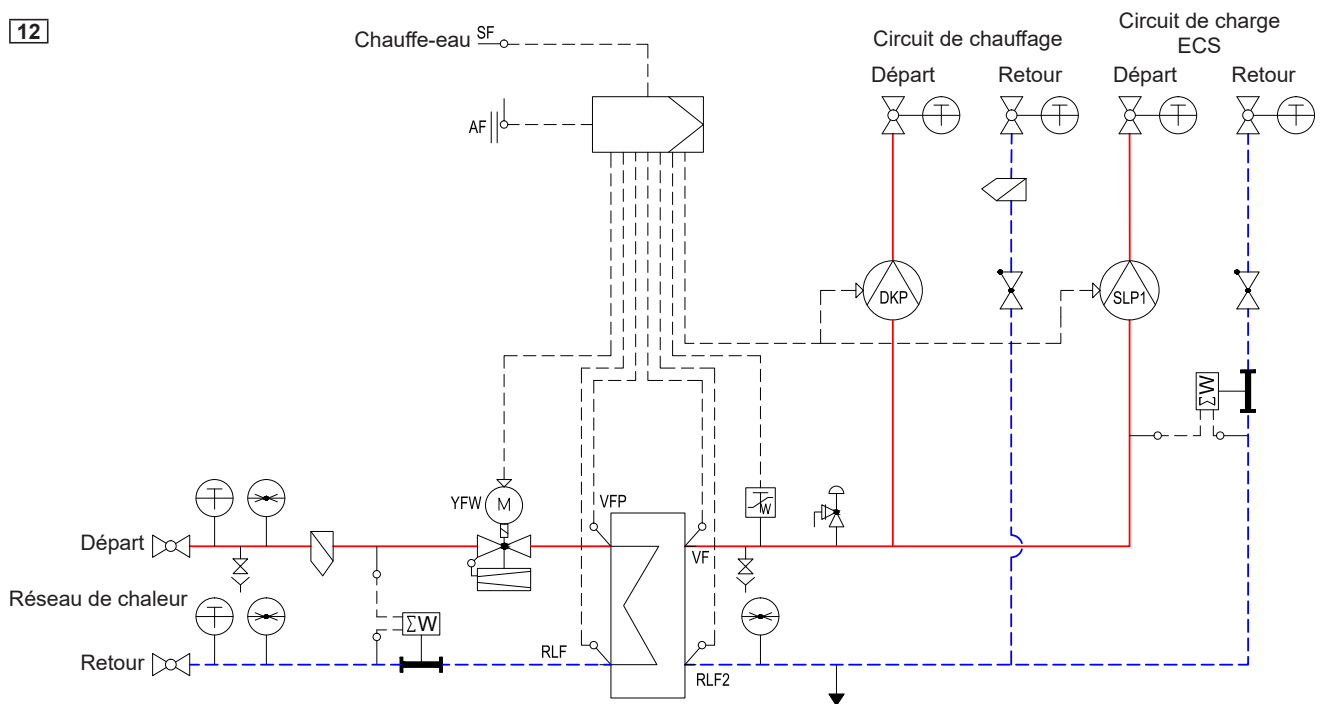 12
Chauffe-eau SF
Circuit de chauffage
Circuit de charge
ECS
Départ
Retour
Départ
Retour
AF
T
T
T
T
DKP
SLP1
ΣW
YFW
M
VFP
W
T
Départ
VF
Réseau de chaleur
T
ΣW
Retour
RLF
RLF2